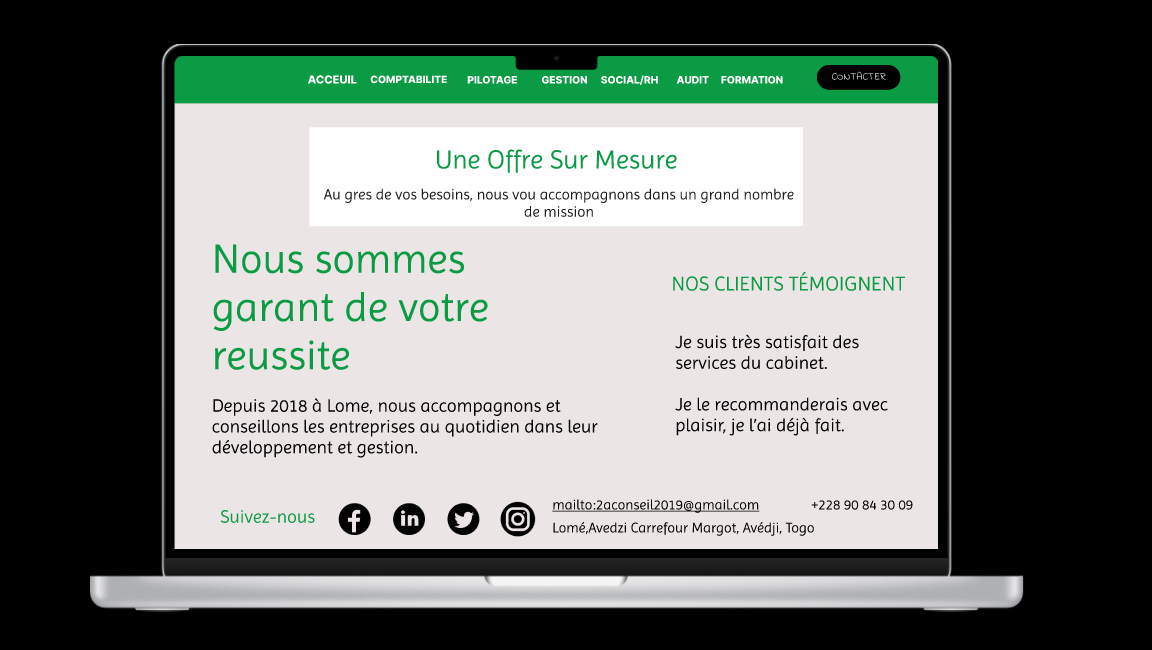 ACCEUIL COMPTABILITE PILOTAGE GESTION SOCIAL/RH AUDIT FORMATION CONTACTER
Une Offre Sur Mesure
Au gres de vos besoins, nous vou accompagnons dans un grand nombre
de mission
Nous sommes
garant de votre
reussite
Depuis 2018 à Lome, nous accompagnons et
conseillons les entreprises au quotidien dans leur
développement et gestion.
NOS CLIENTS TÉMOIGNENT
Je suis très satisfait des
services du cabinet.
Je le recommanderais avec
plaisir, je l’ai déjà fait.
Suivez-nous
mailto:2aconseil2019@gmail.com +228 90 84 30 09
Lomé,Avedzi Carrefour Margot, Avédji, Togo